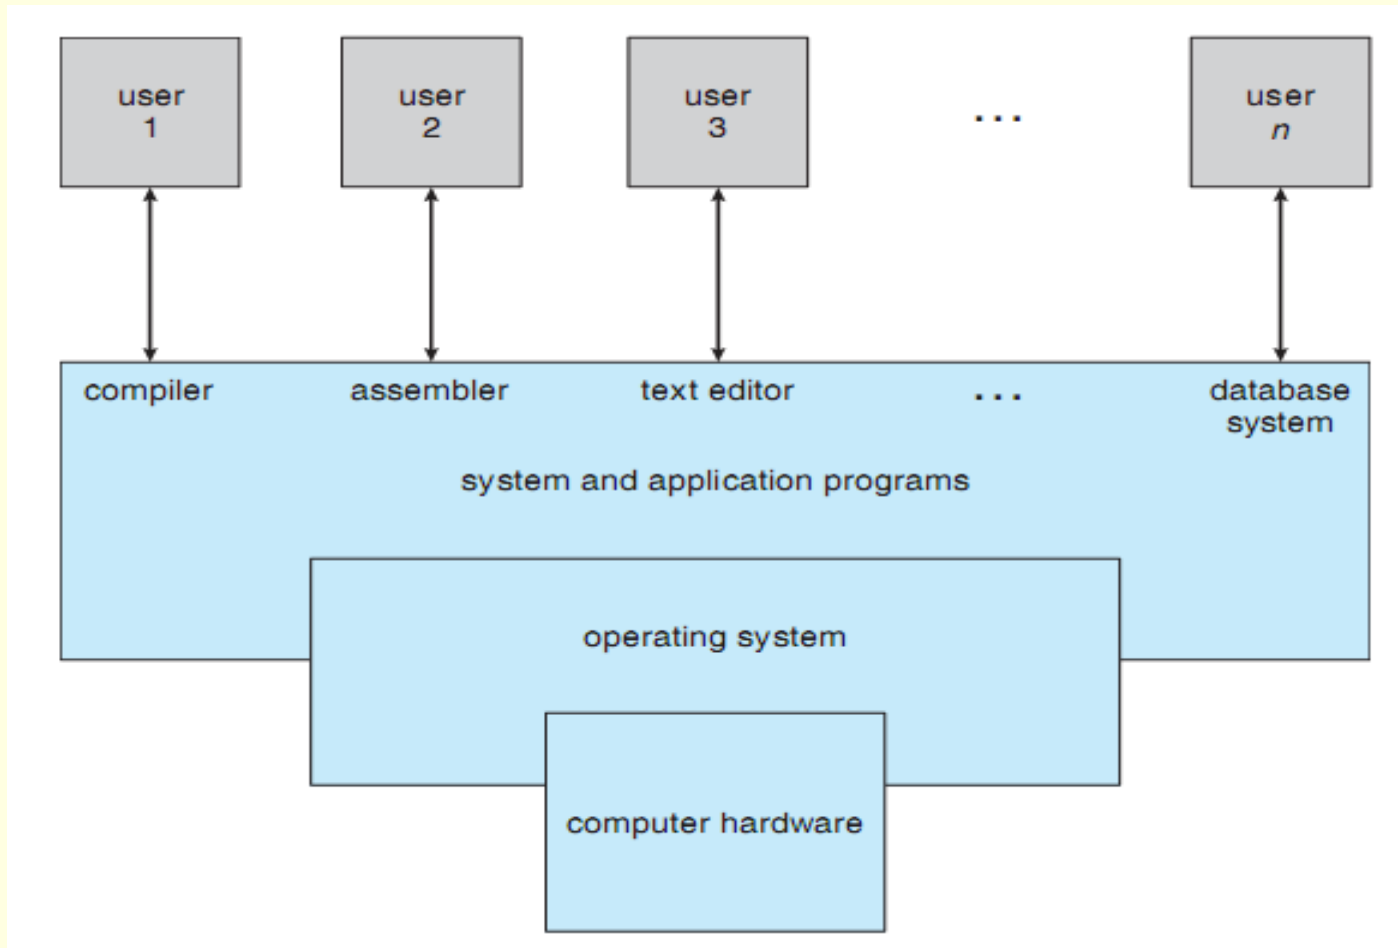 user
1
user
2
user
3
...
user
n
compiler
assembler
text editor
...
database
system
system and application programs
operating system
computer hardware